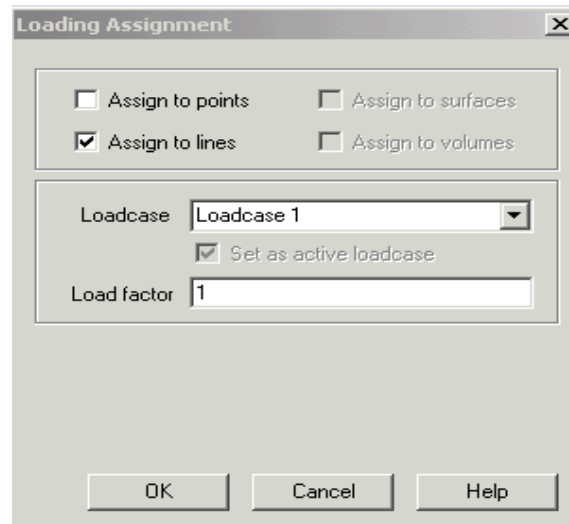 Loading Assignment
Assign to points Assign to surfaces
Assign to lines Assign to volumes
Loadcase Loadcase 1
Set as active loadcase
Load factor 1
OK Cancel Help